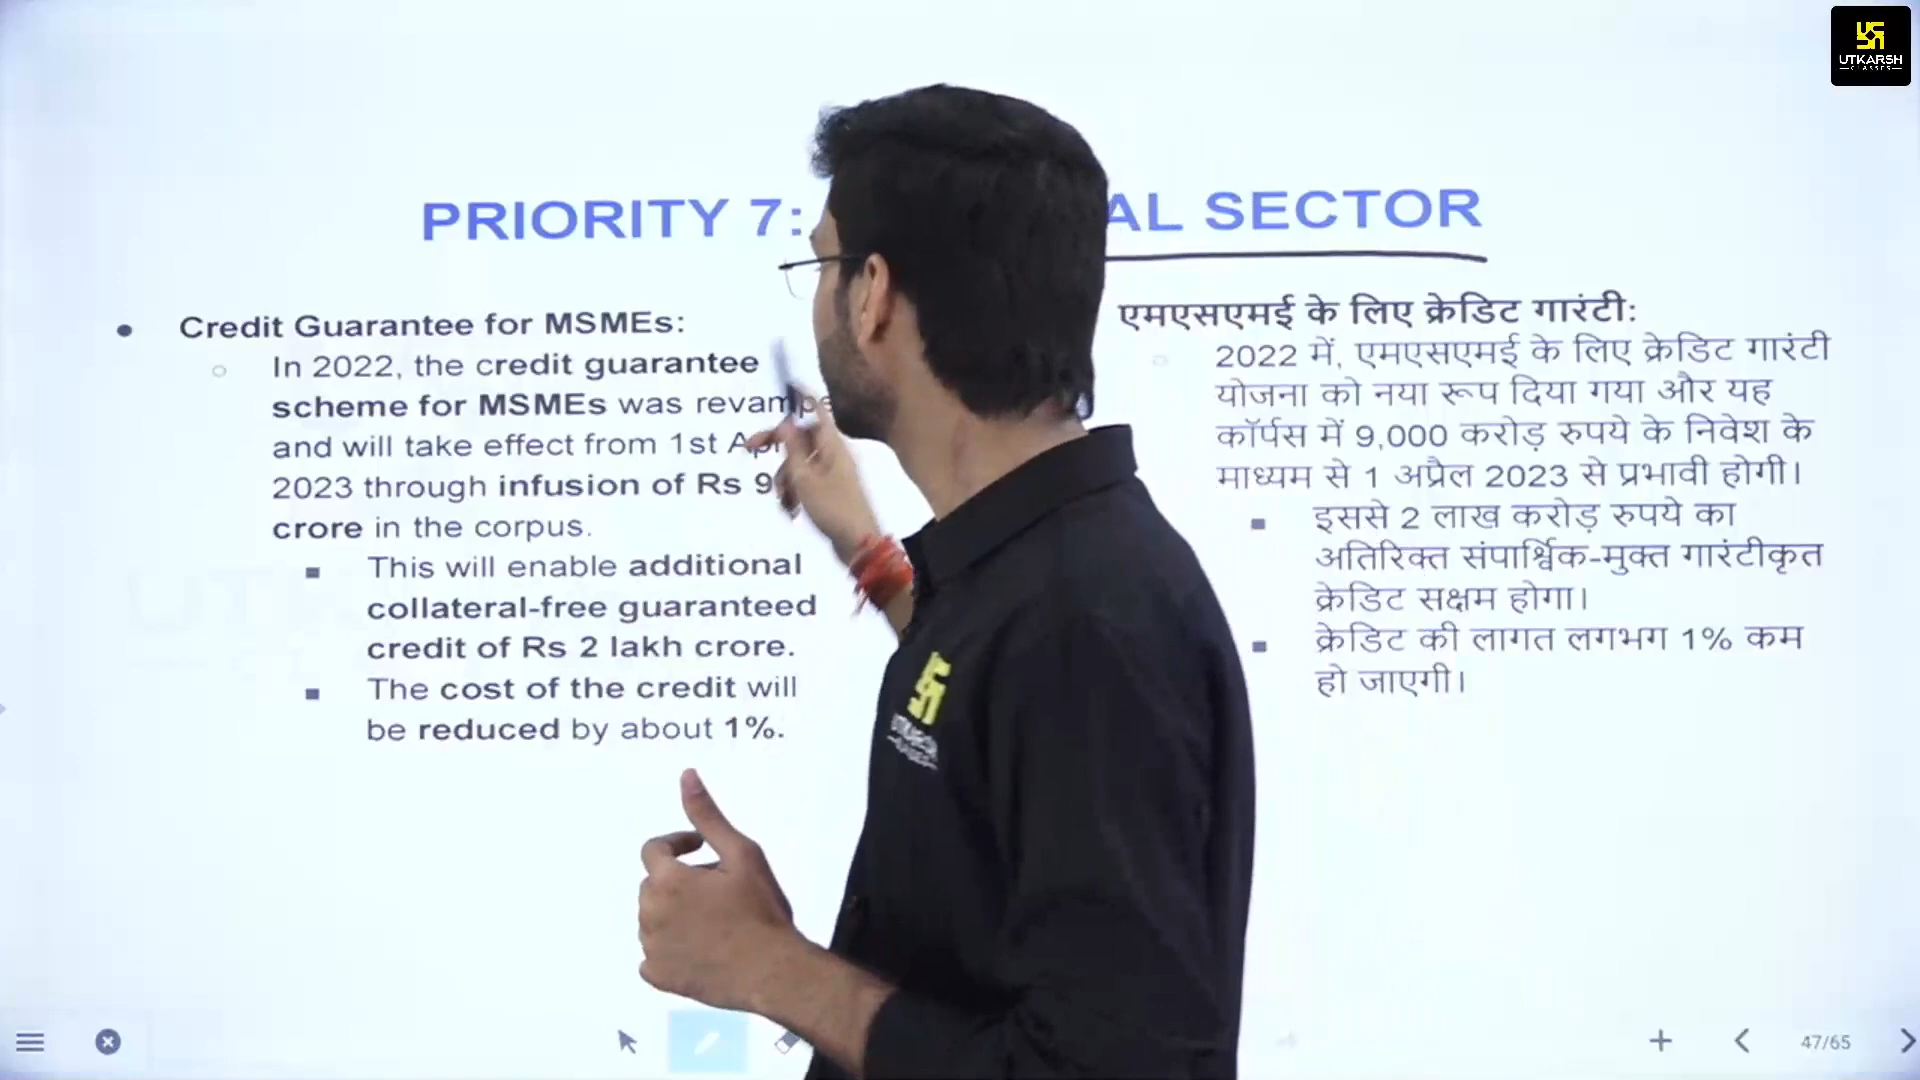 UTKARSH
CLASSES
PRIORITY 7: AL SECTOR
Credit Guarantee for MSMEs:
In 2022, the credit guarantee
scheme for MSMEs was
and will take effect from 1st
2023 through infusion of Rs 9
crore in the corpus.
This will enable additional
collateral-free guaranteed
credit of Rs 2 lakh crore.
The cost of the credit will
be reduced by about 1%.
एमएसएमई के लिए क्रेडिट गारंटी:
2022 में, एमएसएमई के लिए क्रेडिट गारंटी
योजना को नया रूप दिया गया और यह
कॉर्पस में 9,000 करोड़ रुपये के निवेश के
माध्यम से 1 अप्रैल 2023 से प्रभावी होगी।
इससे 2 लाख करोड़ रुपये का
अतिरिक्त संपार्श्विक-मुक्त गारंटीकृत
क्रेडिट सक्षम होगा।
क्रेडिट की लागत लगभग 1% कम
हो जाएगी।
UTKARSH
CLASSES
47/65